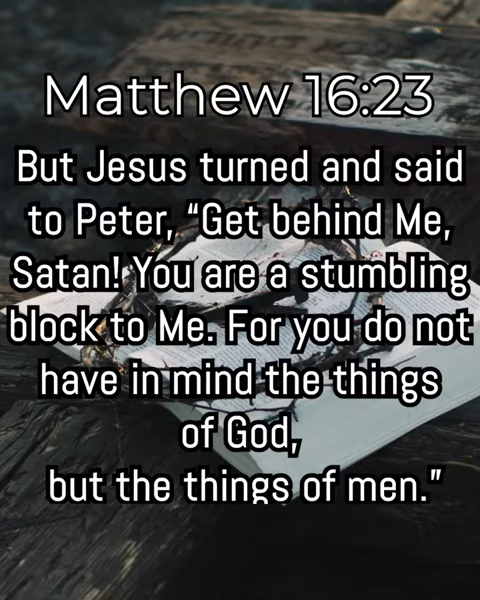 Matthew 16:23
But Jesus turned and said
to Peter, “Get behind Me,
Satan! You are a stumbling
block to Me. For you do not
have in mind the things
of God,
but the things of men.”